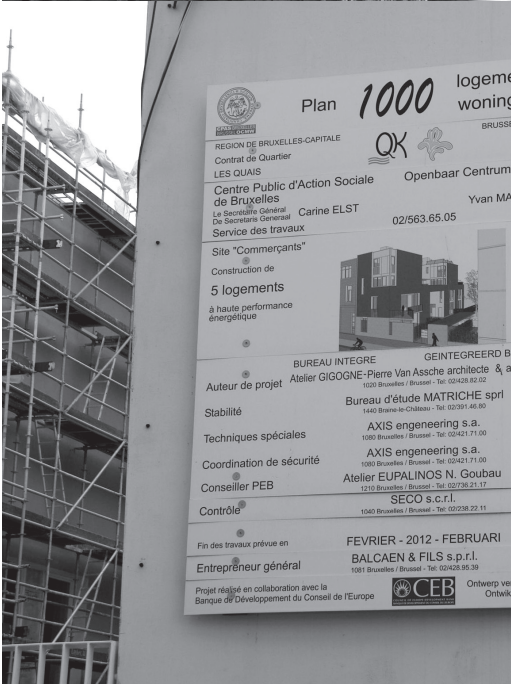 Plan 1000 logeme
woning
CPAS BRUXELLES
BRUSSEL OCMW
REGION DE BRUXELLES-CAPITALE
BRUSSE
Contrat de Quartier
QK
LES QUAIS
Centre Public d'Action Sociale
de Bruxelles
Openbaar Centrum
Le Secrétaire Général
De Secretaris Generaal
Carine ELST
Yvan MA
Service des travaux
02/563.65.05
Site "Commerçants"
Construction de
5 logements
à haute performance
énergétique
BUREAU INTEGRE
GEINTEGREERD B
Auteur de projet
Atelier GIGOGNE-Pierre Van Assche architecte & a
1020 Bruxelles / Brussel - Tel: 02/428.82.02
Stabilité
Bureau d'étude MATRICHE sprl
1440 Braine-le-Château - Tel: 02/391.46.80
Techniques spéciales
AXIS engeneering s.a.
1080 Bruxelles / Brussel - Tel: 02/421.71.00
Coordination de sécurité
AXIS engeneering s.a.
1080 Bruxelles / Brussel - Tel: 02/421.71.00
Conseiller PEB
Atelier EUPALINOS N. Goubau
1210 Bruxelles / Brussel - Tel: 02/736.21.17
Contrôle
SECO s.c.r.l.
1040 Bruxelles / Brussel - Tel: 02/238.22.11
Fin des travaux prévue en
FEVRIER - 2012 - FEBRUARI
Entrepreneur général
BALCAEN & FILS s.p.r.l.
1081 Bruxelles / Brussel - Tel: 02/428.95.39
Projet réalisé en collaboration avec la
Banque de Développement du Conseil de l'Europe
CEB
Ontwerp ve
Ontwik